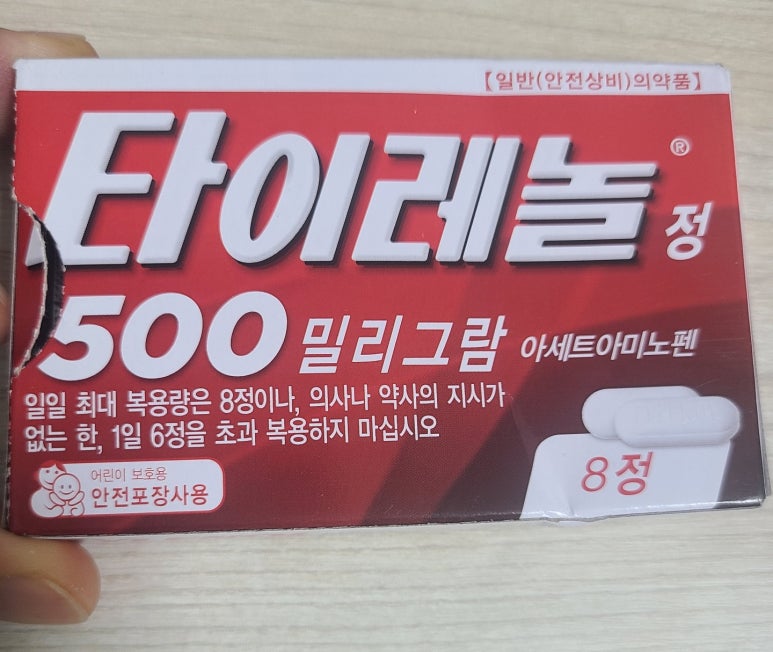 【일반(안전상비)의약품】
타이레놀® 정
500 밀리그람 아세트아미노펜
일일 최대 복용량은 8정이나, 의사나 약사의 지시가
없는 한, 1일 6정을 초과 복용하지 마십시오
어린이 보호용
안전포장사용
8정